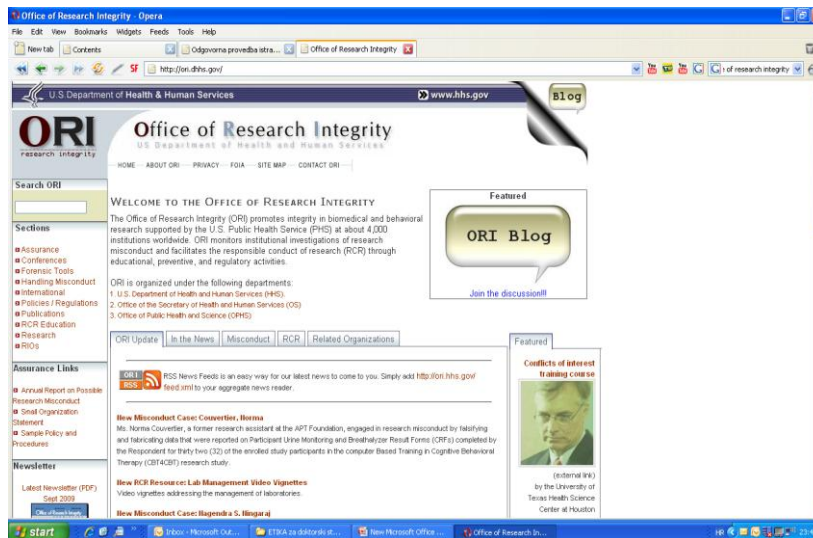 Office of Research Integrity - Opera
File Edit View Bookmarks Widgets Feeds Tools Help
New tab Contents Odgovorna provedba istra... Office of Research Integrity
SF http://ori.dhhs.gov/ of research integrity
U.S. Department of Health & Human Services www.hhs.gov Blog
ORI
research integrity
Office of Research Integrity
US Department of Health and Human Services
HOME ABOUT ORI PRIVACY FOIA SITE MAP CONTACT ORI
Search ORI
Sections
Assurance
Conferences
Forensic Tools
Handling Misconduct
International
Policies / Regulations
Publications
RCR Education
Research
RIOs
Assurance Links
Annual Report on Possible
Research Misconduct
Small Organization
Statement
Sample Policy and
Procedures
Newsletter
Latest Newsletter (PDF)
Sept 2009
WELCOME TO THE OFFICE OF RESEARCH INTEGRITY
The Office of Research Integrity (ORI) promotes integrity in biomedical and behavioral
research supported by the U.S. Public Health Service (PHS) at about 4,000
institutions worldwide. ORI monitors institutional investigations of research
misconduct and facilitates the responsible conduct of research (RCR) through
educational, preventive, and regulatory activities.
ORI is organized under the following departments:
1. U.S. Department of Health and Human Services (HHS).
2. Office of the Secretary of Health and Human Services (OS)
3. Office of Public Health and Science (OPHS)
Featured
ORI Blog
Join the discussion!!!
ORI Update In the News Misconduct RCR Related Organizations
ORI
RSS
RSS News Feeds is an easy way for our latest news to come to you. Simply add http://ori.hhs.gov/
feed.xml to your aggregate news reader.
New Misconduct Case: Couvertier, Norma
Ms. Norma Couvertier, a former research assistant at the APT Foundation, engaged in research misconduct by falsifying
and fabricating data that were reported on Participant Urine Monitoring and Breathalyzer Result Forms (CRFs) completed by
the Respondent for thirty two (32) of the enrolled study participants in the computer Based Training in Cognitive Behavioral
Therapy (CBT4CBT) research study.
New RCR Resource: Lab Management Video Vignettes
Video vignettes addressing the management of laboratories.
New Misconduct Case: Nagendra S. Ningaraj
Featured
Conflicts of interest
training course
(external link)
by the University of
Texas Health Science
Center at Houston
start Inbox - Microsoft Out... ETIKA za doktorski st... New Microsoft Office ... Office of Research In... HR